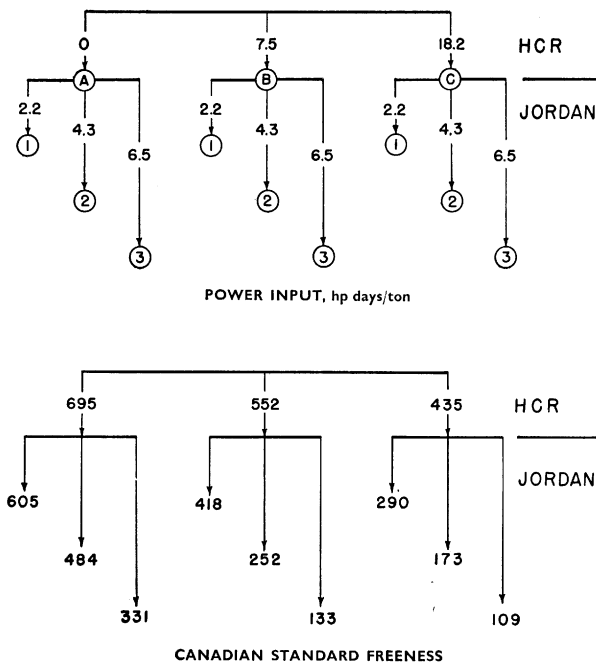 0 7.5 18.2 HCR
A B C
JORDAN
2.2 4.3 6.5 2.2 4.3 6.5 2.2 4.3 6.5
1 1 1
2 2 2
3 3 3
POWER INPUT, hp days/ton
695 552 435 HCR
JORDAN
605 418 290
484 252 173
331 133 109
CANADIAN STANDARD FREENESS